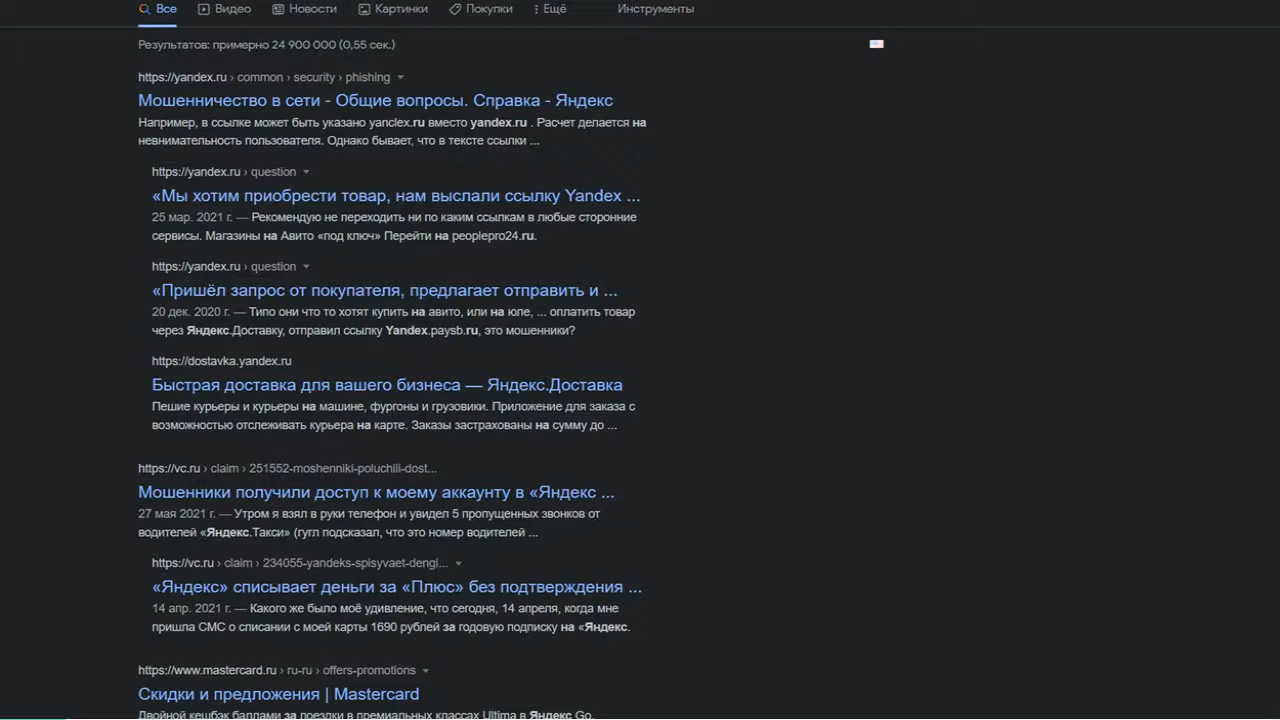 Все Видео Новости Картинки Покупки Ещё Инструменты
Результатов: примерно 24 900 000 (0,55 сек.)
https://yandex.ru › common › security › phishing
Мошенничество в сети - Общие вопросы. Справка - Яндекс
Например, в ссылке может быть указано yanclex.ru вместо yandex.ru . Расчет делается на
невнимательность пользователя. Однако бывает, что в тексте ссылки ...
https://yandex.ru › question
«Мы хотим приобрести товар, нам выслали ссылку Yandex ...
25 мар. 2021 г. — Рекомендую не переходить ни по каким ссылкам в любые сторонние
сервисы. Магазины на Авито «под ключ» Перейти на peoplepro24.ru.
https://yandex.ru › question
«Пришёл запрос от покупателя, предлагает отправить и ...
20 дек. 2020 г. — Типо они что то хотят купить на авито, или на юле, ... оплатить товар
через Яндекс.Доставку, отправил ссылку Yandex.paysb.ru, это мошенники?
https://dostavka.yandex.ru
Быстрая доставка для вашего бизнеса — Яндекс.Доставка
Пешие курьеры и курьеры на машине, фургоны и грузовики. Приложение для заказа с
возможностью отслеживать курьера на карте. Заказы застрахованы на сумму до ...
https://vc.ru › claim › 251552-moshenniki-poluchili-dost...
Мошенники получили доступ к моему аккаунту в «Яндекс ...
27 мая 2021 г. — Утром я взял в руки телефон и увидел 5 пропущенных звонков от
водителей «Яндекс.Такси» (гугл подсказал, что это номер водителей ...
https://vc.ru › claim › 234055-yandeks-spisyvaet-dengi...
«Яндекс» списывает деньги за «Плюс» без подтверждения ...
14 апр. 2021 г. — Какого же было моё удивление, что сегодня, 14 апреля, когда мне
пришла СМС о списании с моей карты 1690 рублей за годовую подписку на «Яндекс.
https://www.mastercard.ru › ru-ru › offers-promotions
Скидки и предложения | Mastercard
Двойной кешбэк баллами за поездки в премиальных классах Ultima в Яндекс Go.